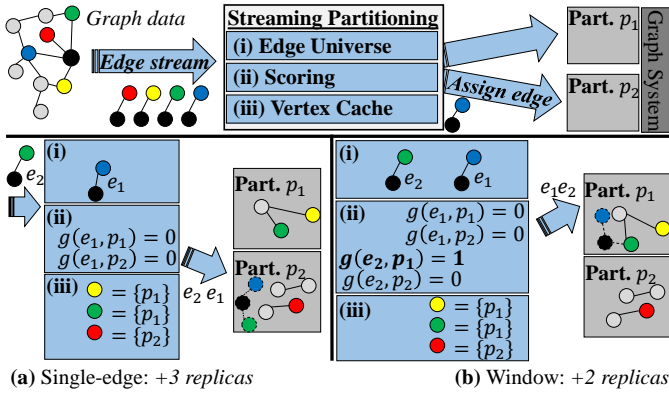 Graph data
Edge stream
Streaming Partitioning
(i) Edge Universe
(ii) Scoring
(iii) Vertex Cache
Assign edge
Part. p₁
Part. p₂
Graph System
e₂
(i)
e₁
(ii)
g(e₁, p₁) = 0
g(e₁, p₂) = 0
(iii)
= {p₁}
= {p₁}
= {p₂}
e₂ e₁
Part. p₁
Part. p₂
(a) Single-edge: +3 replicas
(i)
e₂ e₁
(ii)
g(e₁, p₁) = 0
g(e₁, p₂) = 0
g(e₂, p₁) = 1
g(e₂, p₂) = 0
(iii)
= {p₁}
= {p₁}
= {p₂}
e₁e₂
Part. p₁
Part. p₂
(b) Window: +2 replicas